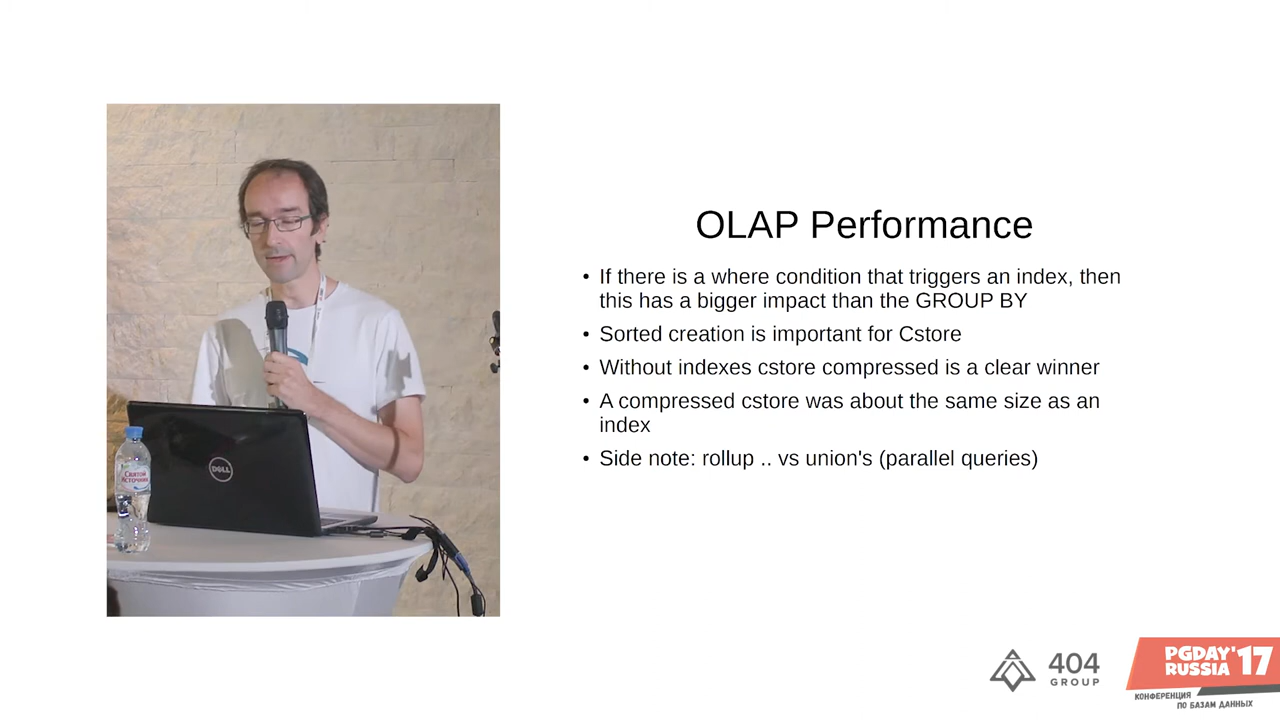 OLAP Performance
• If there is a where condition that triggers an index, then
this has a bigger impact than the GROUP BY
• Sorted creation is important for Cstore
• Without indexes cstore compressed is a clear winner
• A compressed cstore was about the same size as an
index
• Side note: rollup .. vs union's (parallel queries)
DELL
Святой
Источник
404
GROUP
PGDAY'17
RUSSIA
КОНФЕРЕНЦИЯ
ПО БАЗАМ ДАННЫХ